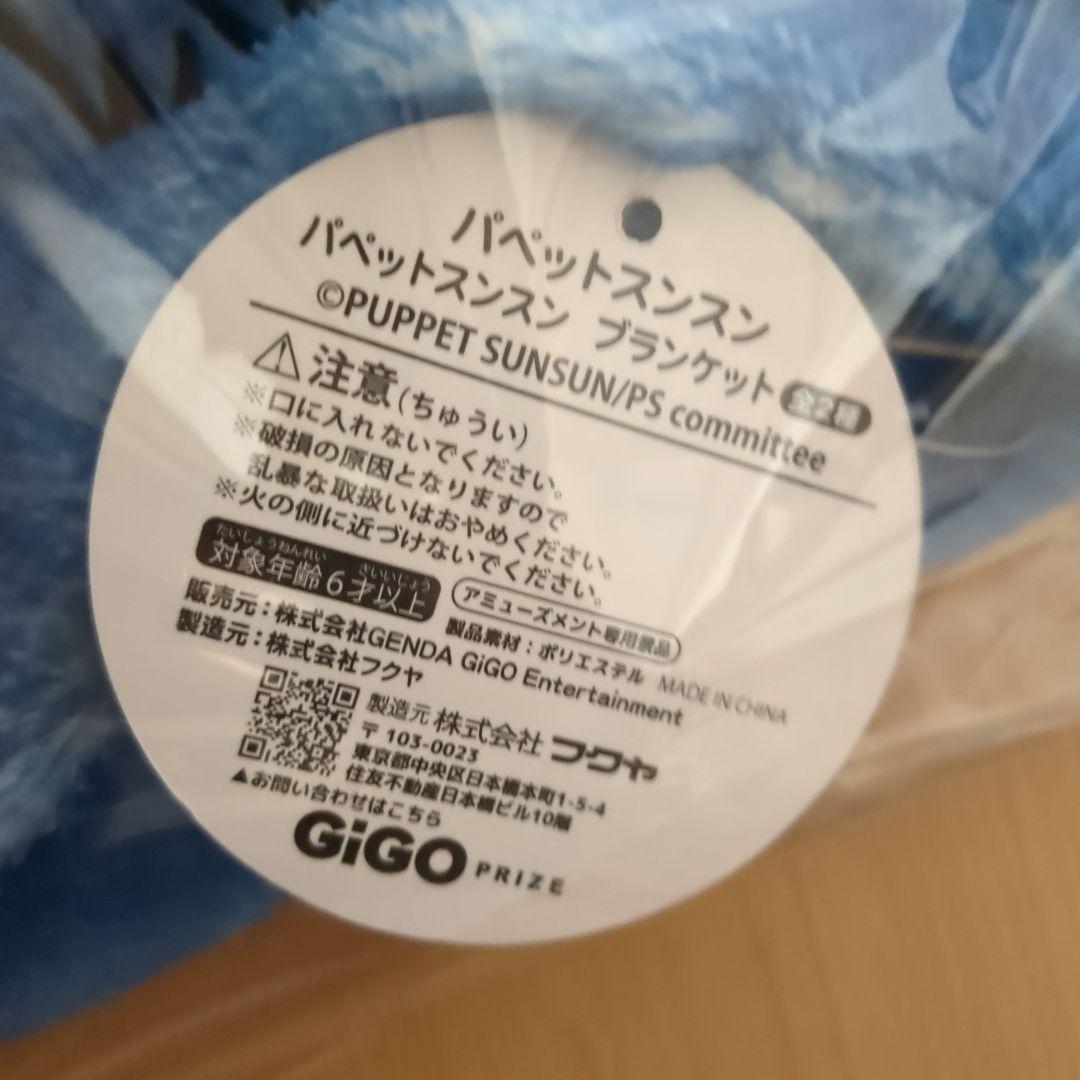 パペットスンスン
パペットスンスン ブランケット 全2種
©PUPPET SUNSUN/PS committee
⚠注意(ちゅうい)
※口に入れないでください。
※破損の原因となりますので
乱暴な取扱いはおやめください。
※火の側に近づけないでください。
たいしょうねんれい さいいじょう
対象年齢 6才以上
アミューズメント専用景品
製品素材：ポリエステル MADE IN CHINA
販売元：株式会社GENDA GiGO Entertainment
製造元：株式会社フクヤ
製造元 株式会社 フクヤ
〒103-0023
東京都中央区日本橋本町1-5-4
住友不動産日本橋ビル10階
▲お問い合わせはこちら
GiGO PRIZE